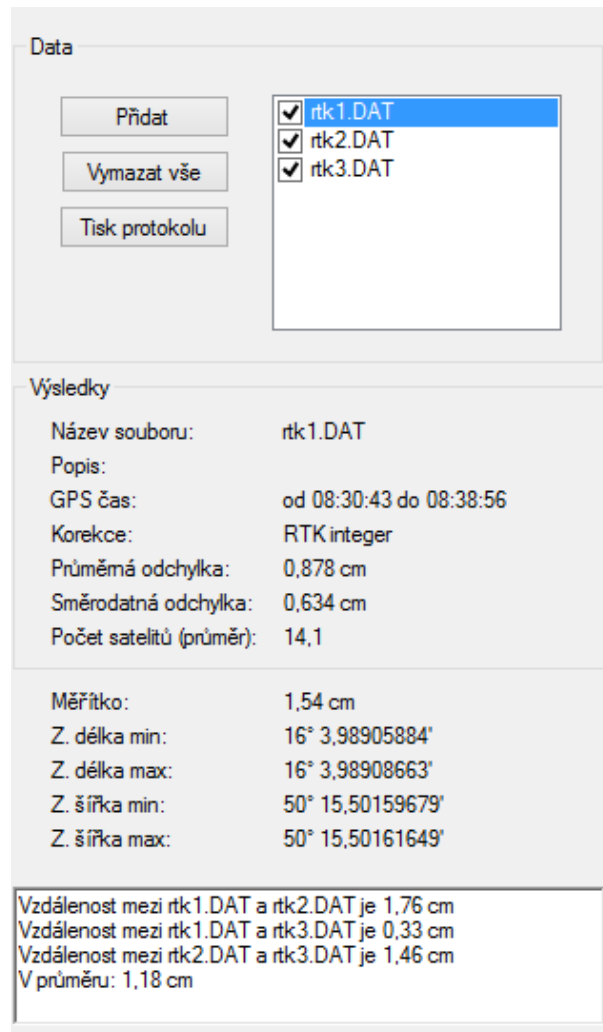 Data
Přidat
Vymazat vše
Tisk protokolu
rtk1.DAT
rtk2.DAT
rtk3.DAT
Výsledky
Název souboru: rtk1.DAT
Popis:
GPS čas: od 08:30:43 do 08:38:56
Korekce: RTK integer
Průměrná odchylka: 0,878 cm
Směrodatná odchylka: 0,634 cm
Počet satelitů (průměr): 14,1
Měřítko: 1,54 cm
Z. délka min: 16° 3,98905884'
Z. délka max: 16° 3,98908663'
Z. šířka min: 50° 15,50159679'
Z. šířka max: 50° 15,50161649'
Vzdálenost mezi rtk1.DAT a rtk2.DAT je 1,76 cm
Vzdálenost mezi rtk1.DAT a rtk3.DAT je 0,33 cm
Vzdálenost mezi rtk2.DAT a rtk3.DAT je 1,46 cm
V průměru: 1,18 cm